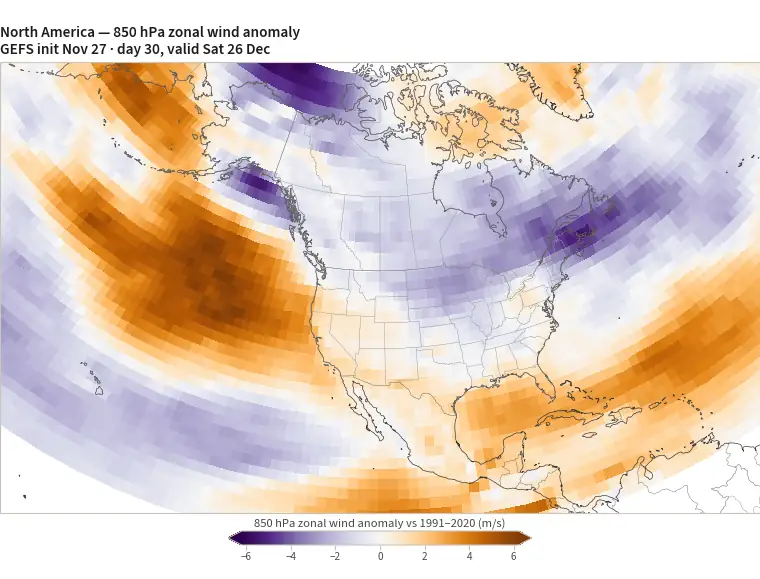 North America — 850 hPa zonal wind anomaly
GEFS init Nov 27 · day 30, valid Sat 26 Dec
850 hPa zonal wind anomaly vs 1991–2020 (m/s)
−6 −4 −2 0 2 4 6